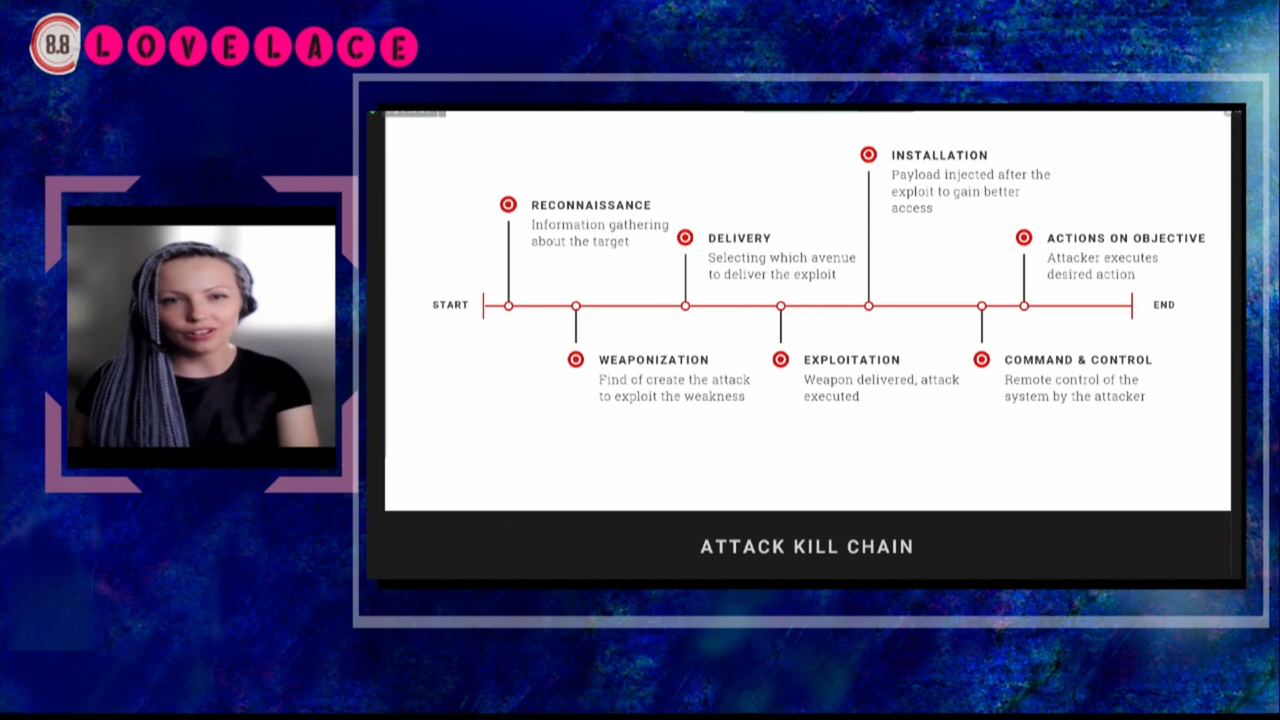 8.8
LOVELACE
INSTALLATION
Payload injected after the
exploit to gain better
access
RECONNAISSANCE
Information gathering
about the target
DELIVERY
Selecting which avenue
to deliver the exploit
ACTIONS ON OBJECTIVE
Attacker executes
desired action
START
END
WEAPONIZATION
Find of create the attack
to exploit the weakness
EXPLOITATION
Weapon delivered, attack
executed
COMMAND & CONTROL
Remote control of the
system by the attacker
ATTACK KILL CHAIN